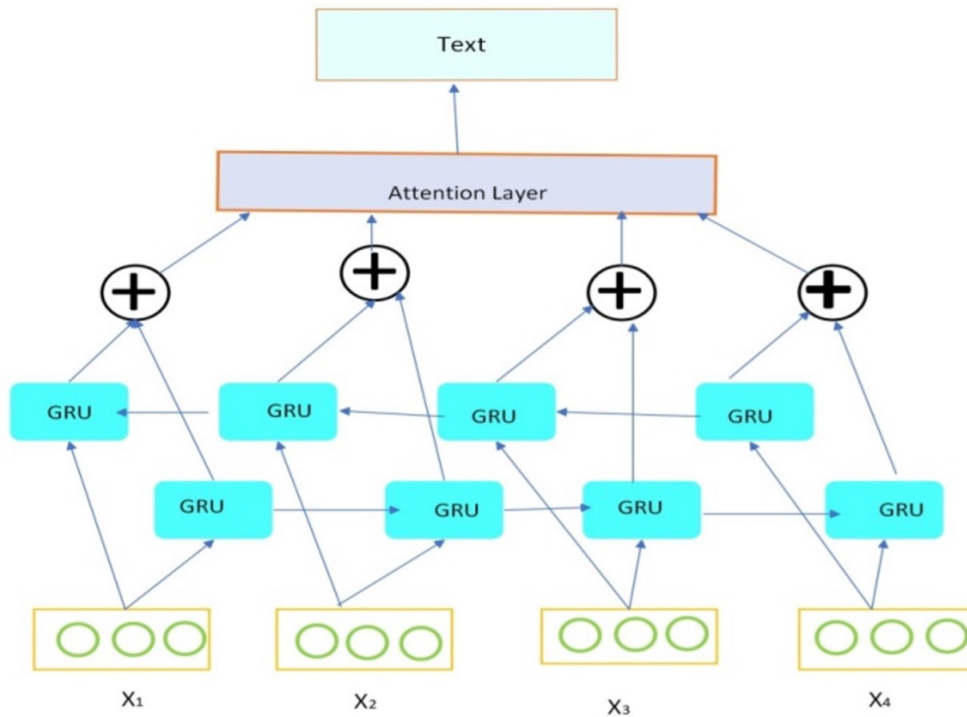 Text
Attention Layer
GRU
GRU
GRU
GRU
GRU
GRU
GRU
GRU
X1
X2
X3
X4